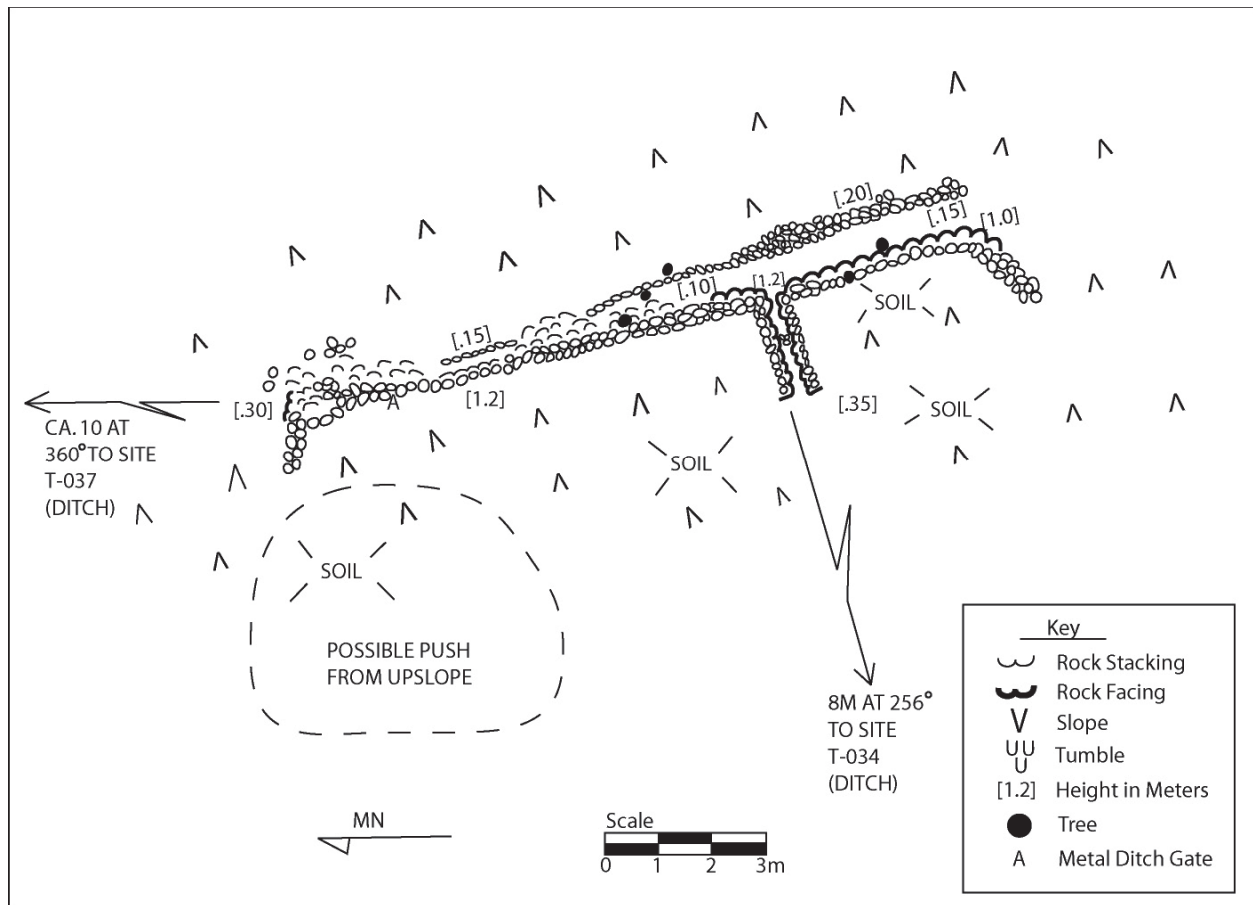 [.20]
[.15]
[1.0]
[1.2]
[.10]
SOIL
[.15]
[1.2]
A
[.30]
[.35]
SOIL
SOIL
CA. 10 AT
360° TO SITE
T-037
(DITCH)
SOIL
POSSIBLE PUSH
FROM UPSLOPE
8M AT 256°
TO SITE
T-034
(DITCH)
MN
Scale
0 1 2 3m
Key
Rock Stacking
Rock Facing
Slope
Tumble
[1.2] Height in Meters
Tree
A Metal Ditch Gate